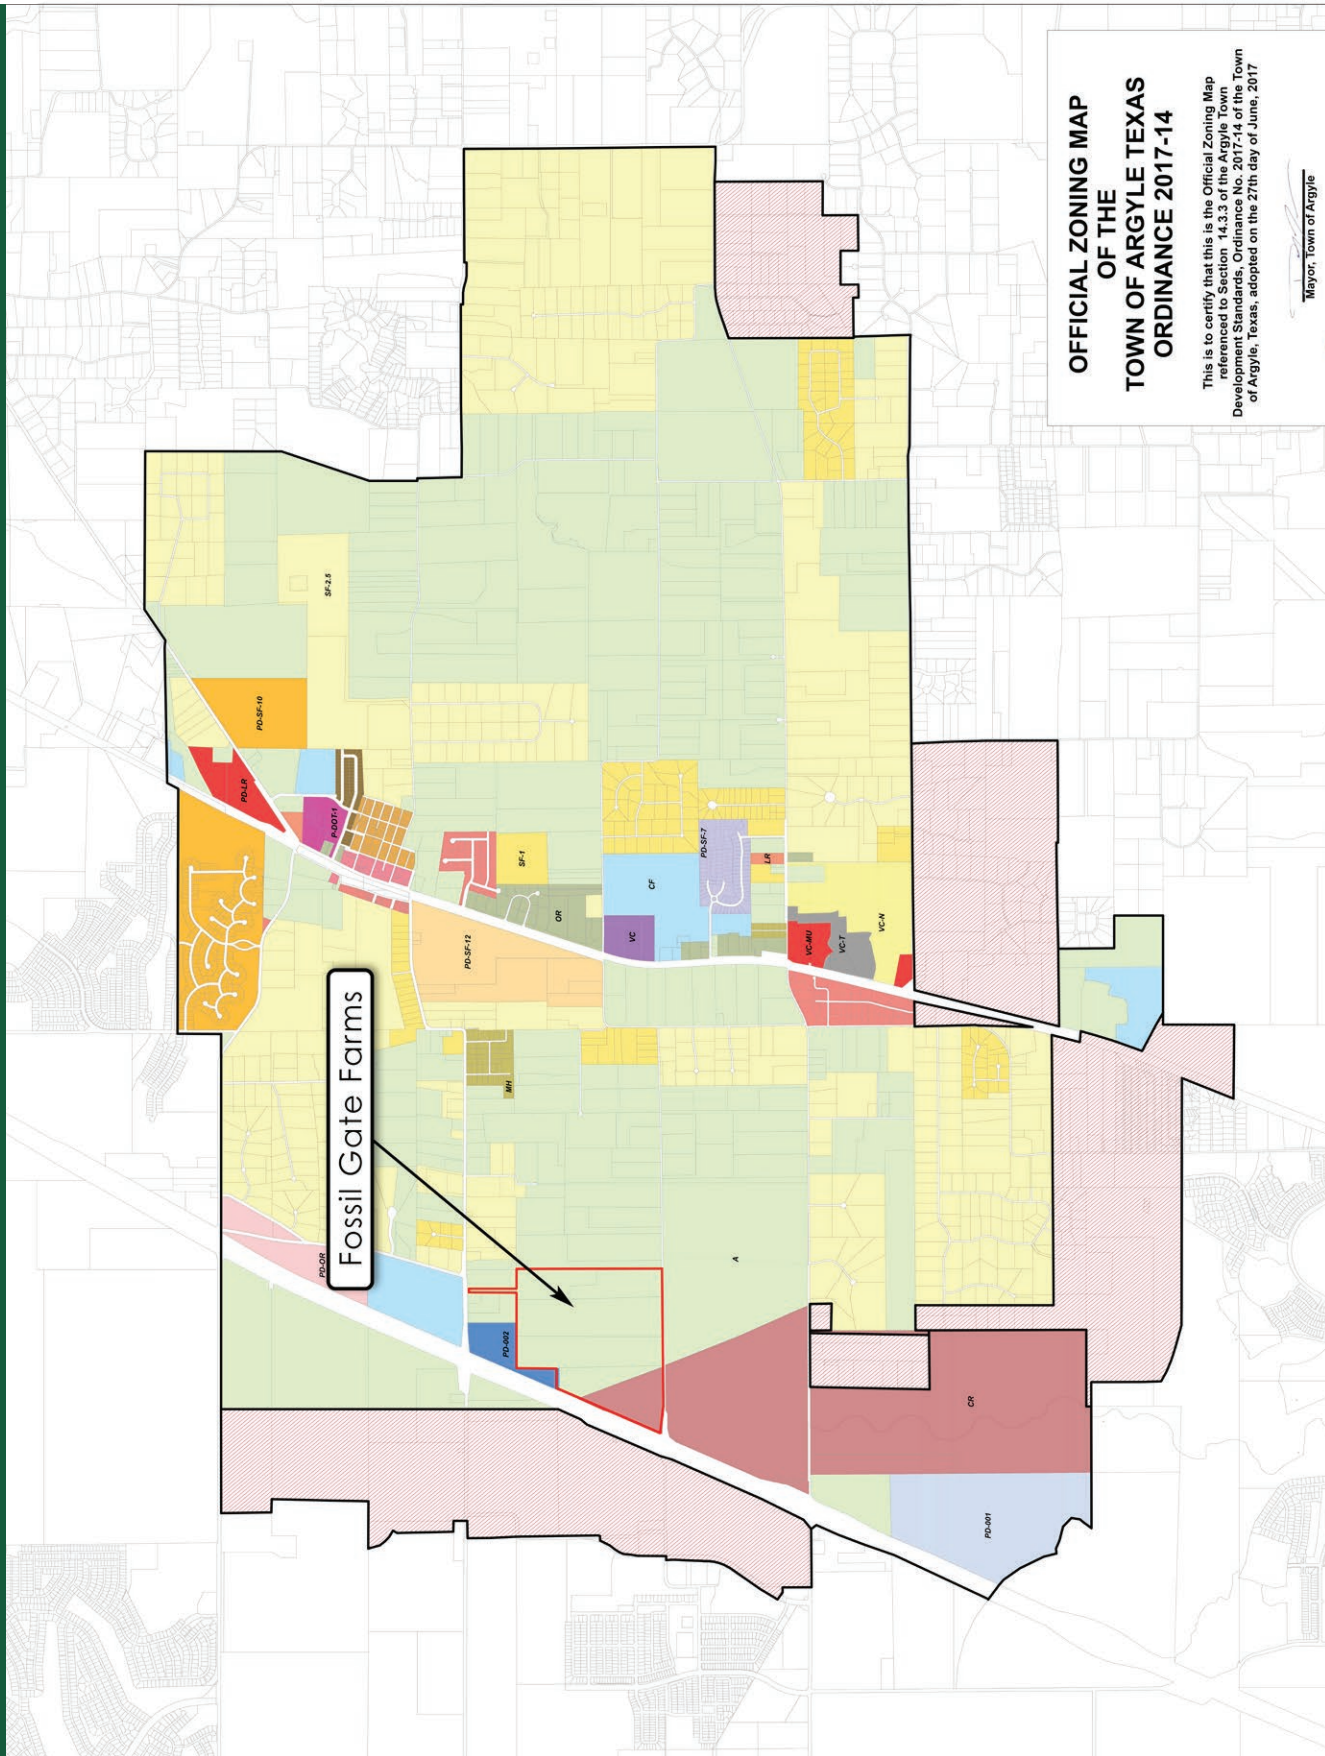 OFFICIAL ZONING MAP
OF THE
TOWN OF ARGYLE TEXAS
ORDINANCE 2017-14
This is to certify that this is the Official Zoning Map
referenced to Section 14.3.3 of the Argyle Town
Development Standards, Ordinance No. 2017-14 of the Town
of Argyle, Texas, adopted on the 27th day of June, 2017
Mayor, Town of Argyle
Fossil Gate Farms
SF-2.5
PD-SF-10
PD-LR
P-DOT-1
SF-1
OR
PD-SF-12
VC
CF
PD-SF-7
LR
VC-MU
VC-T
VC-N
MH
PD-OR
PD-002
A
CR
PD-001